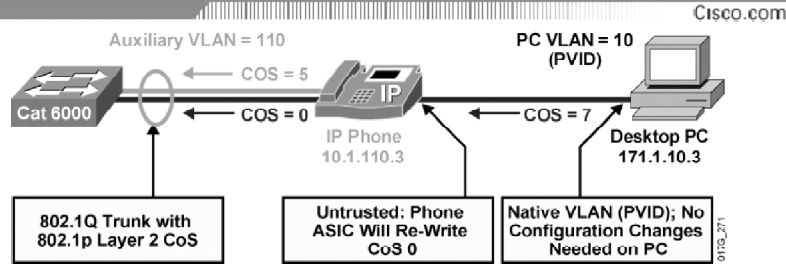 Cisco.com
Auxiliary VLAN = 110
PC VLAN = 10
(PVID)
COS = 5
IP
Cat 6000
COS = 0
COS = 7
IP Phone
10.1.110.3
Desktop PC
171.1.10.3
802.1Q Trunk with
802.1p Layer 2 CoS
Untrusted: Phone
ASIC Will Re-Write
CoS 0
Native VLAN (PVID); No
Configuration Changes
Needed on PC
017G_271